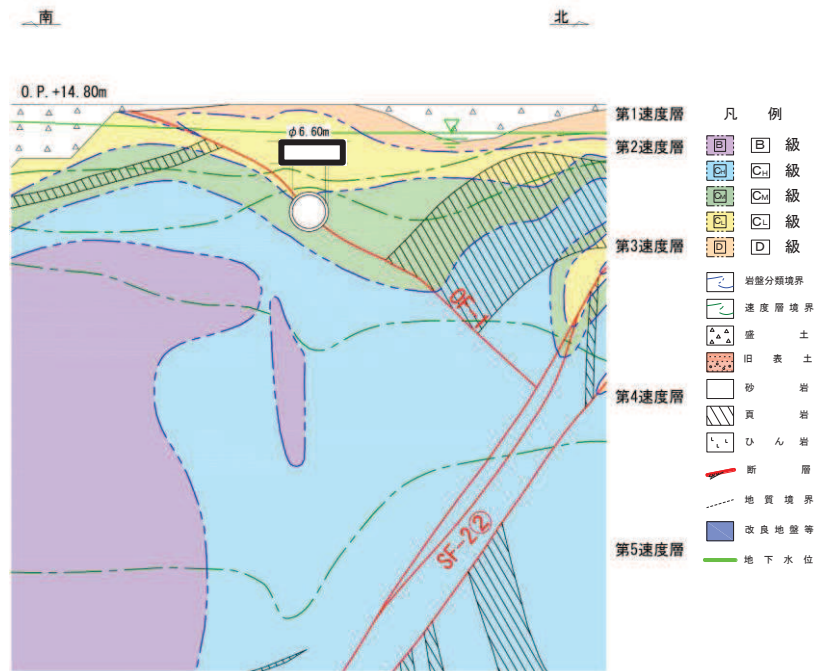 南
北
O.P.+14.80m
φ6.60m
OF-1
SF-2②
第1速度層
第2速度層
第3速度層
第4速度層
第5速度層
凡 例
B B 級
CH CH 級
CM CM 級
CL CL 級
D D 級
岩盤分類境界
速度層境界
盛 土
旧 表 土
砂 岩
頁 岩
ひ ん 岩
断 層
地 質 境 界
改 良 地 盤 等
地 下 水 位